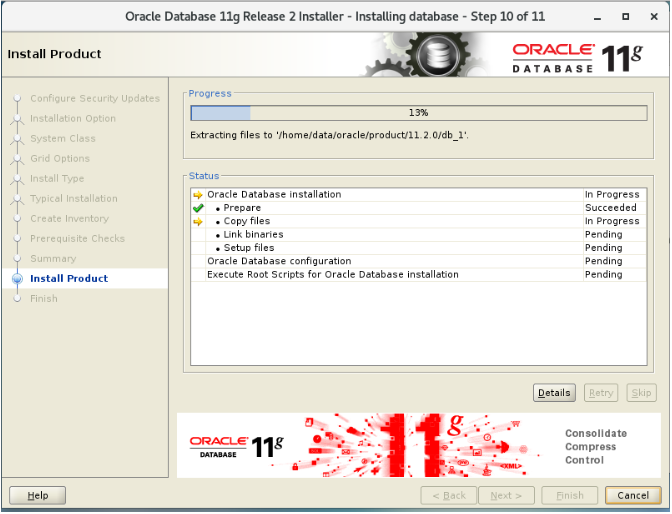 Oracle Database 11g Release 2 Installer - Installing database - Step 10 of 11
Install Product
ORACLE
DATABASE 11g
Configure Security Updates
Installation Option
System Class
Grid Options
Install Type
Typical Installation
Create Inventory
Prerequisite Checks
Summary
Install Product
Finish
Progress
13%
Extracting files to '/home/data/oracle/product/11.2.0/db_1'.
Status
Oracle Database installation In Progress
• Prepare Succeeded
• Copy files In Progress
• Link binaries Pending
• Setup files Pending
Oracle Database configuration Pending
Execute Root Scripts for Oracle Database installation Pending
Details Retry Skip
ORACLE
DATABASE 11g
11g
<XML>
Consolidate
Compress
Control
Help < Back Next > Finish Cancel